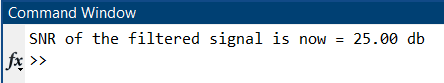 Command Window
SNR of the filtered signal is now = 25.00 db
fx >>